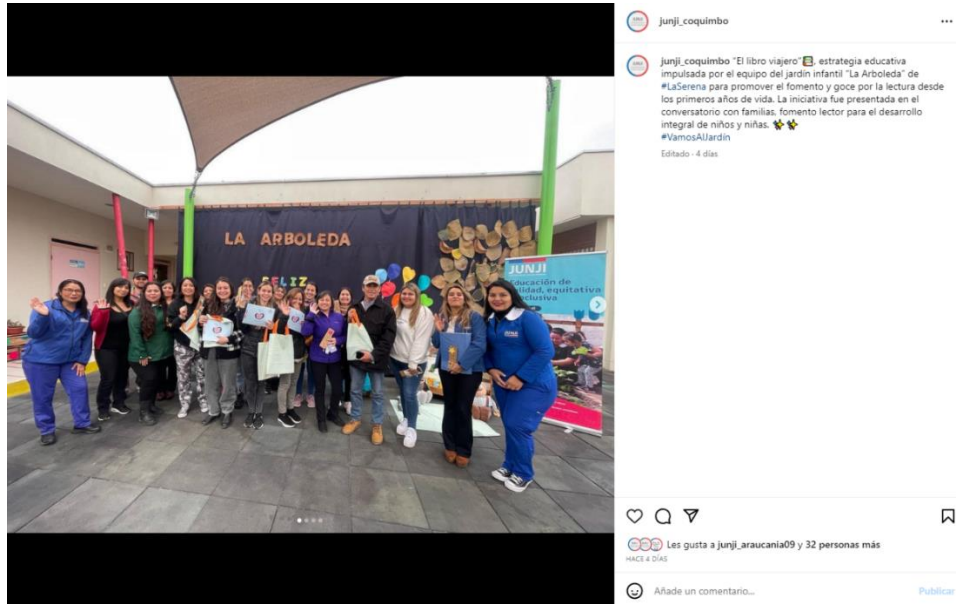 junji_coquimbo
junji_coquimbo "El libro viajero", estrategia educativa
impulsada por el equipo del jardín infantil "La Arboleda" de
#LaSerena para promover el fomento y goce por la lectura desde
los primeros años de vida. La iniciativa fue presentada en el
conversatorio con familias, fomento lector para el desarrollo
integral de niños y niñas.
#VamosAlJardín
Editado · 4 días
LA ARBOLEDA
FELIZ
JUNJI
Educación de
calidad, equitativa
inclusiva
Les gusta a junji_araucania09 y 32 personas más
HACE 4 DÍAS
Añade un comentario...
Publicar